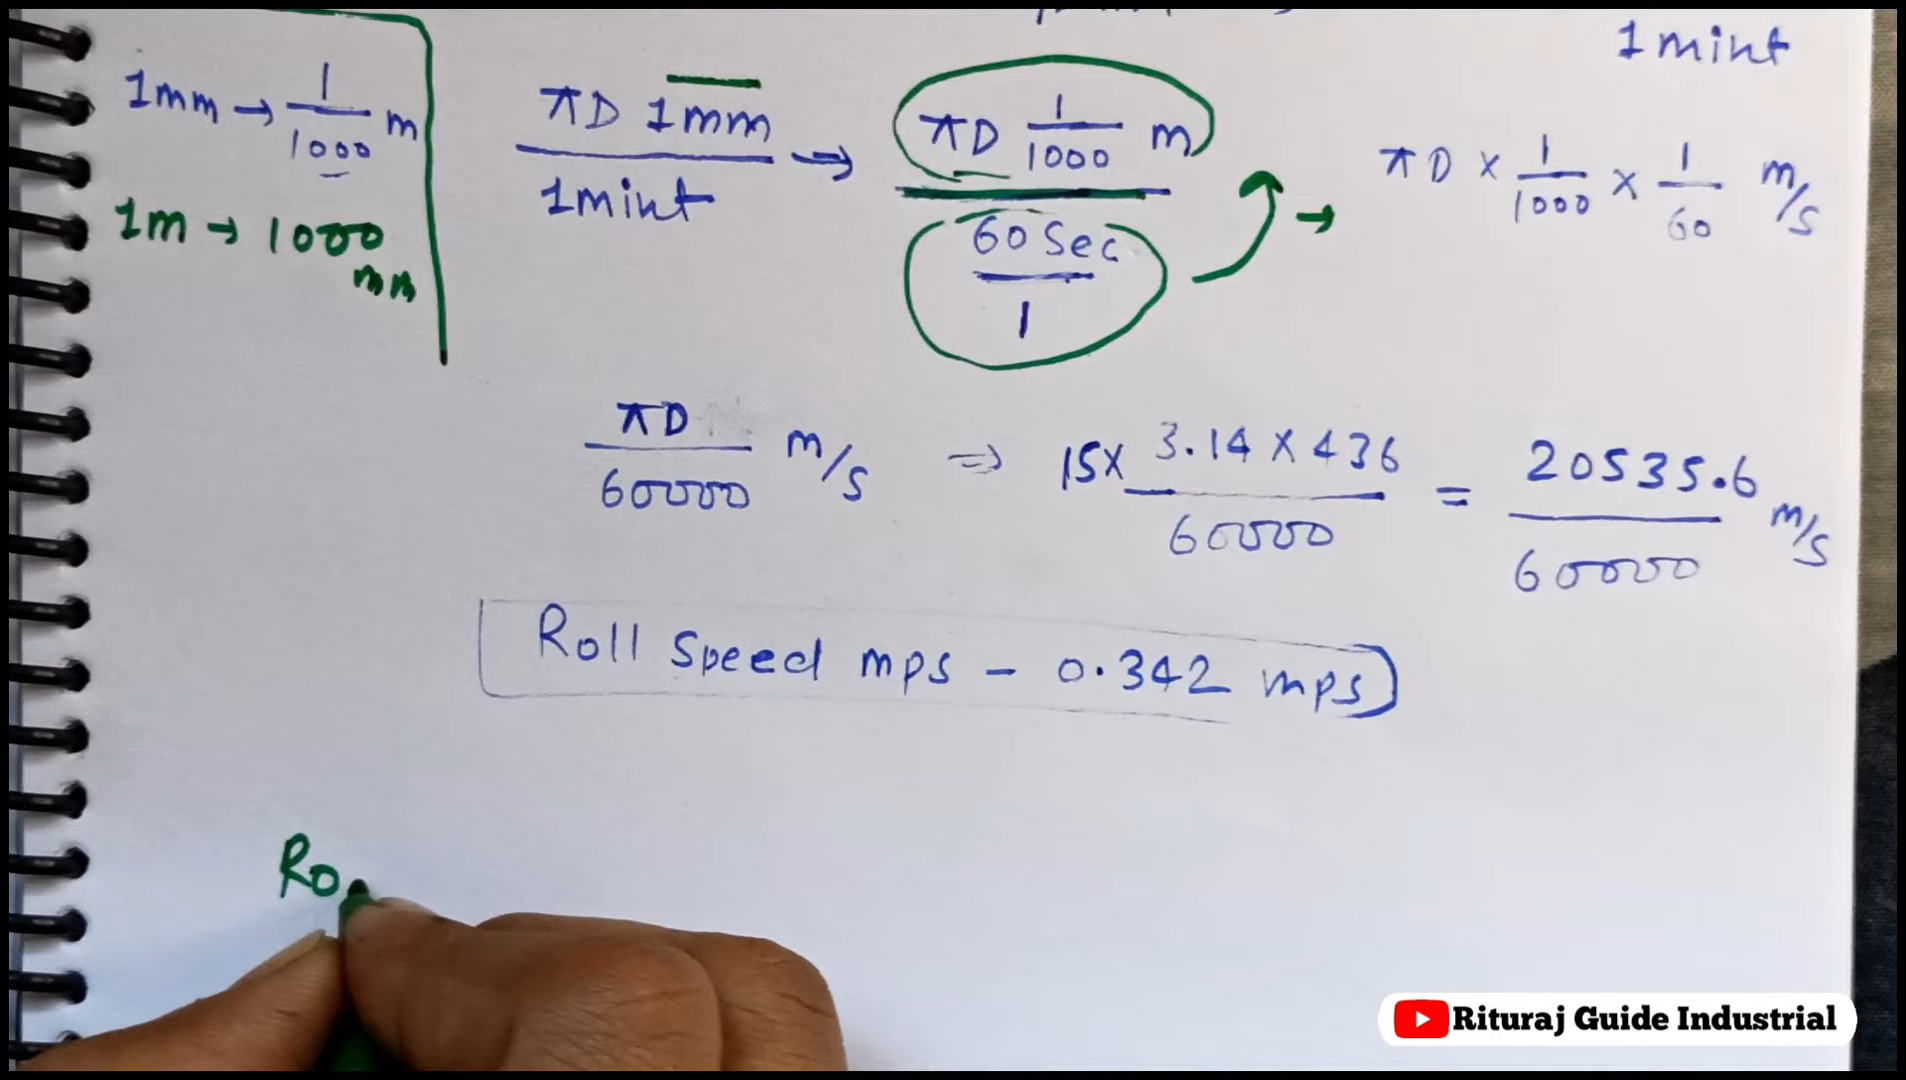 1mint
1mm → 1/1000 m
πD 1mm / 1mint → πD 1/1000 m / 60 Sec/1 → πD × 1/1000 × 1/60 m/s
1m → 1000 mm
πD/60000 m/s ⇒ 15× 3.14 × 436 / 60000 = 20535.6/60000 m/s
Roll Speed mps - 0.342 mps
Ro
Rituraj Guide Industrial